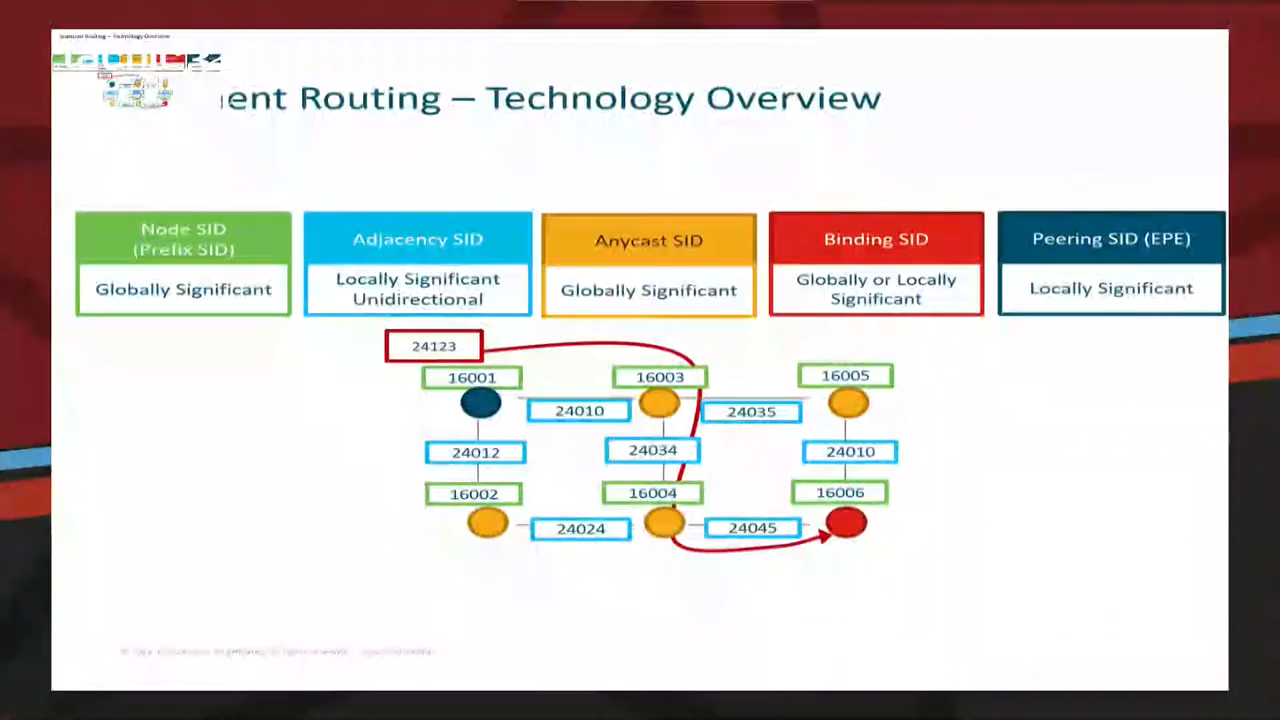 Routing – Technology Overview
Node SID
(Prefix SID)
Globally Significant
Adjacency SID
Locally Significant
Unidirectional
Anycast SID
Globally Significant
Binding SID
Globally or Locally
Significant
Peering SID (EPE)
Locally Significant
24123
16001
16003
16005
24010
24035
24012
24034
24010
16002
16004
16006
24024
24045